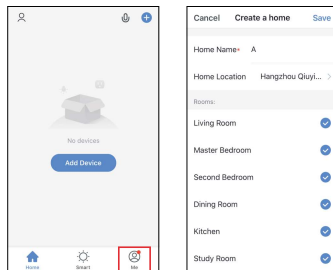 No devices
Add Device
Home
Smart
Me
Cancel Create a home Save
Home Name* A
Home Location Hangzhou Qiuyi... >
Rooms:
Living Room
Master Bedroom
Second Bedroom
Dining Room
Kitchen
Study Room